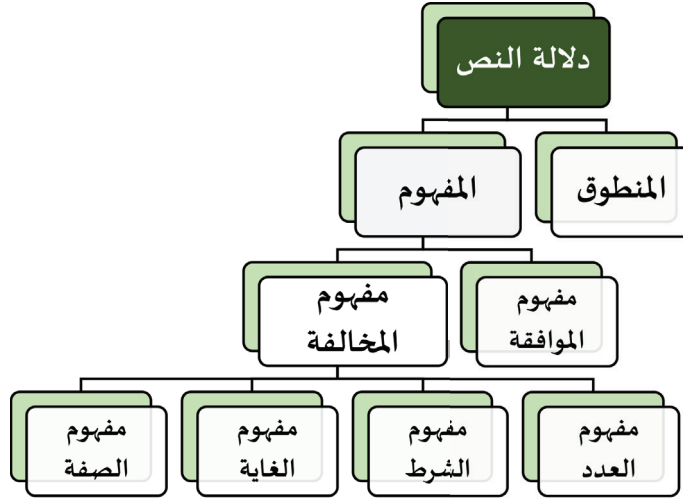 دلالة النص
المنطوق
المفهوم
مفهوم
الموافقة
مفهوم
المخالفة
مفهوم
العدد
مفهوم
الشرط
مفهوم
الغاية
مفهوم
الصفة